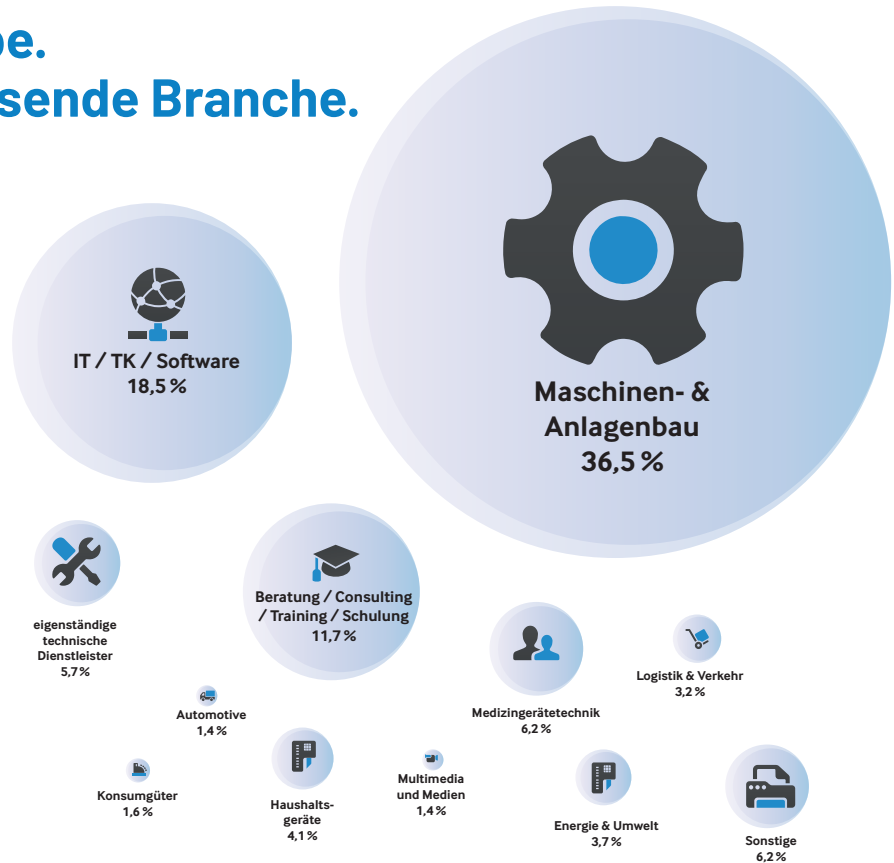 be.
sende Branche.
IT / TK / Software
18,5 %
Maschinen- &
Anlagenbau
36,5 %
eigenständige
technische
Dienstleister
5,7 %
Beratung / Consulting
/ Training / Schulung
11,7 %
Medizingerätetechnik
6,2 %
Logistik & Verkehr
3,2 %
Automotive
1,4 %
Konsumgüter
1,6 %
Haushalts-
geräte
4,1 %
Multimedia
und Medien
1,4 %
Energie & Umwelt
3,7 %
Sonstige
6,2 %